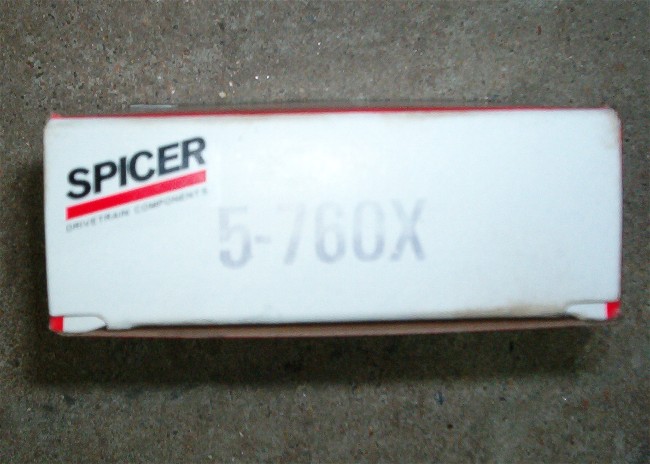 SPICER
DRIVETRAIN COMPONENTS
5-760X